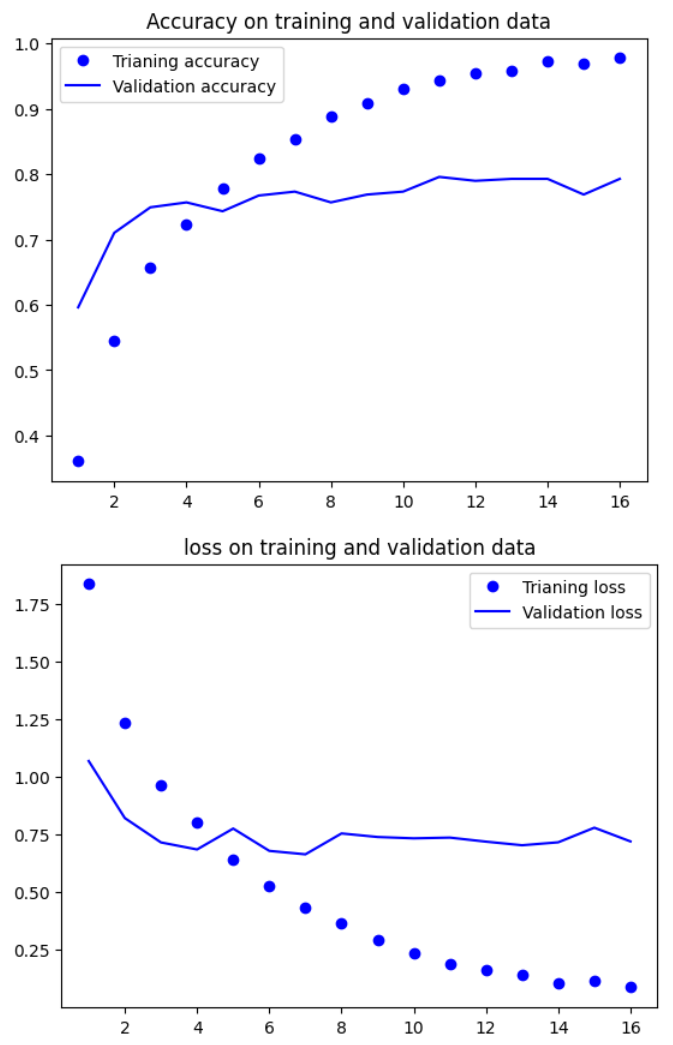 Accuracy on training and validation data
1.0
Trianing accuracy
Validation accuracy
0.9
0.8
0.7
0.6
0.5
0.4
2 4 6 8 10 12 14 16
loss on training and validation data
Trianing loss
Validation loss
1.75
1.50
1.25
1.00
0.75
0.50
0.25
2 4 6 8 10 12 14 16